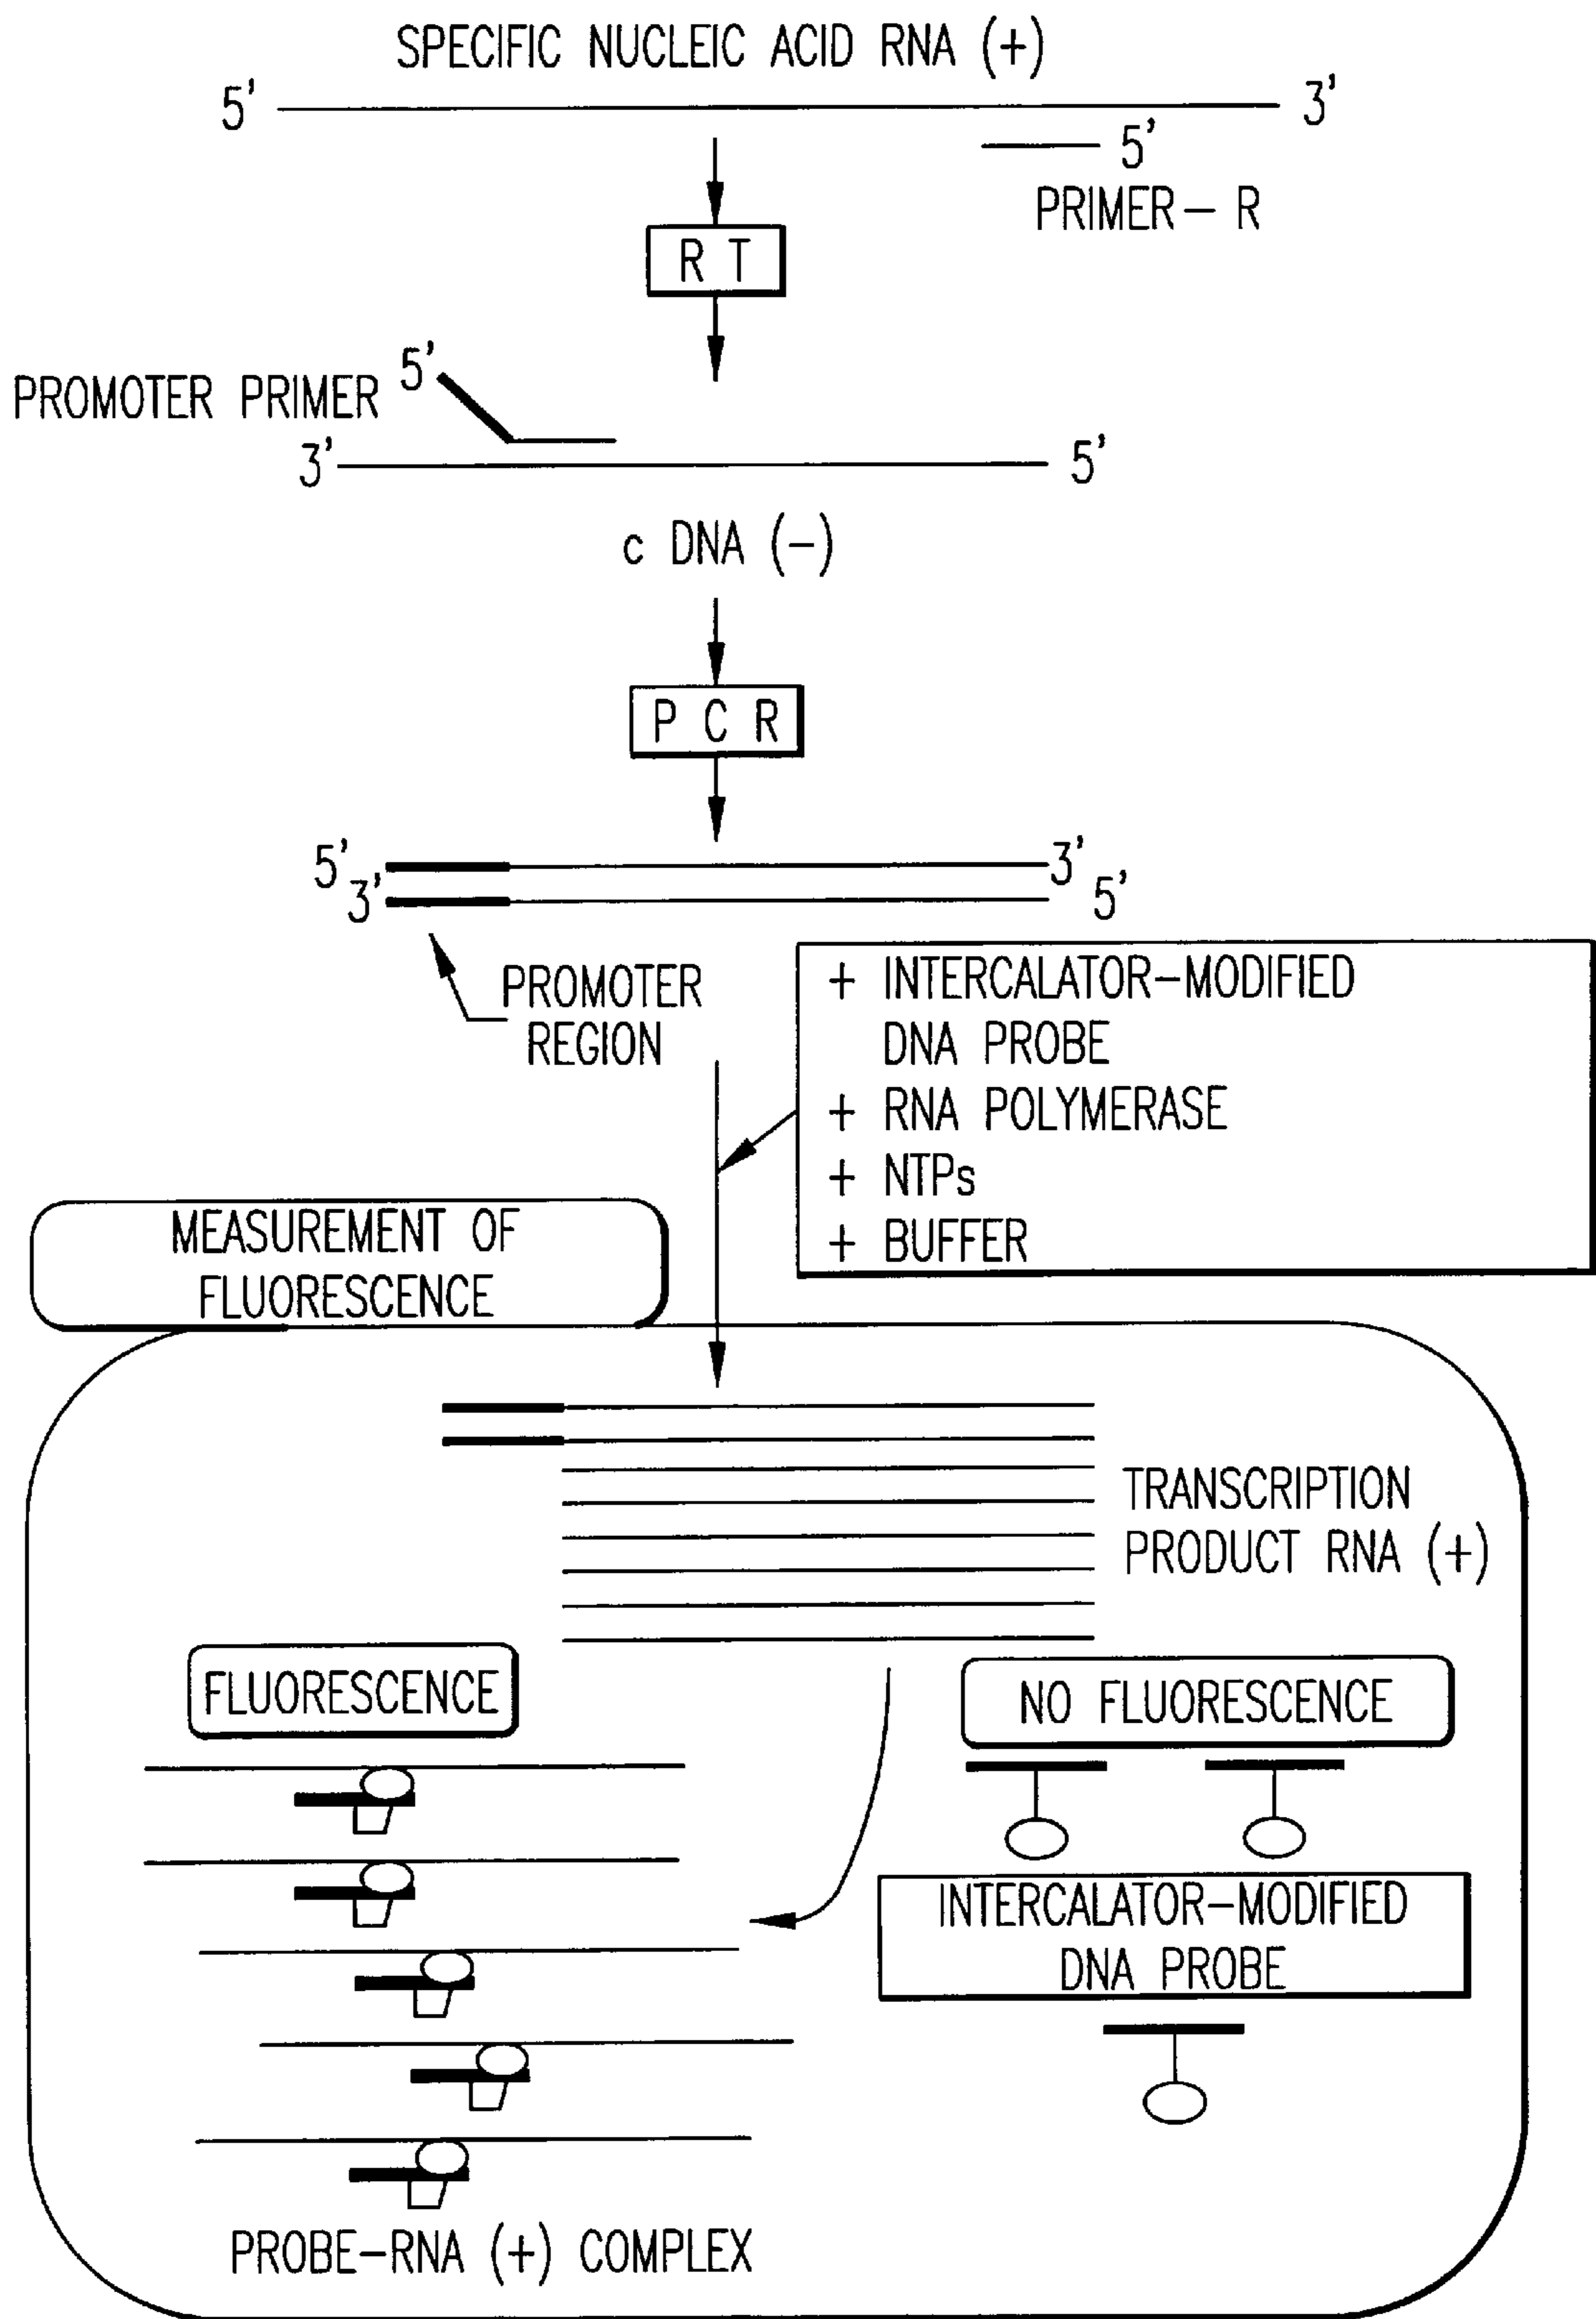 SPECIFIC NUCLEIC ACID RNA (+)
5' 3'
5'
PRIMER- R
R T
5'
PROMOTER PRIMER
3' 5'
c DNA (-)
P C R
5' 3'
3' 5'
PROMOTER
REGION
+ INTERCALATOR-MODIFIED
DNA PROBE
+ RNA POLYMERASE
+ NTPs
+ BUFFER
MEASUREMENT OF
FLUORESCENCE
TRANSCRIPTION
PRODUCT RNA (+)
FLUORESCENCE
NO FLUORESCENCE
INTERCALATOR-MODIFIED
DNA PROBE
PROBE-RNA (+) COMPLEX